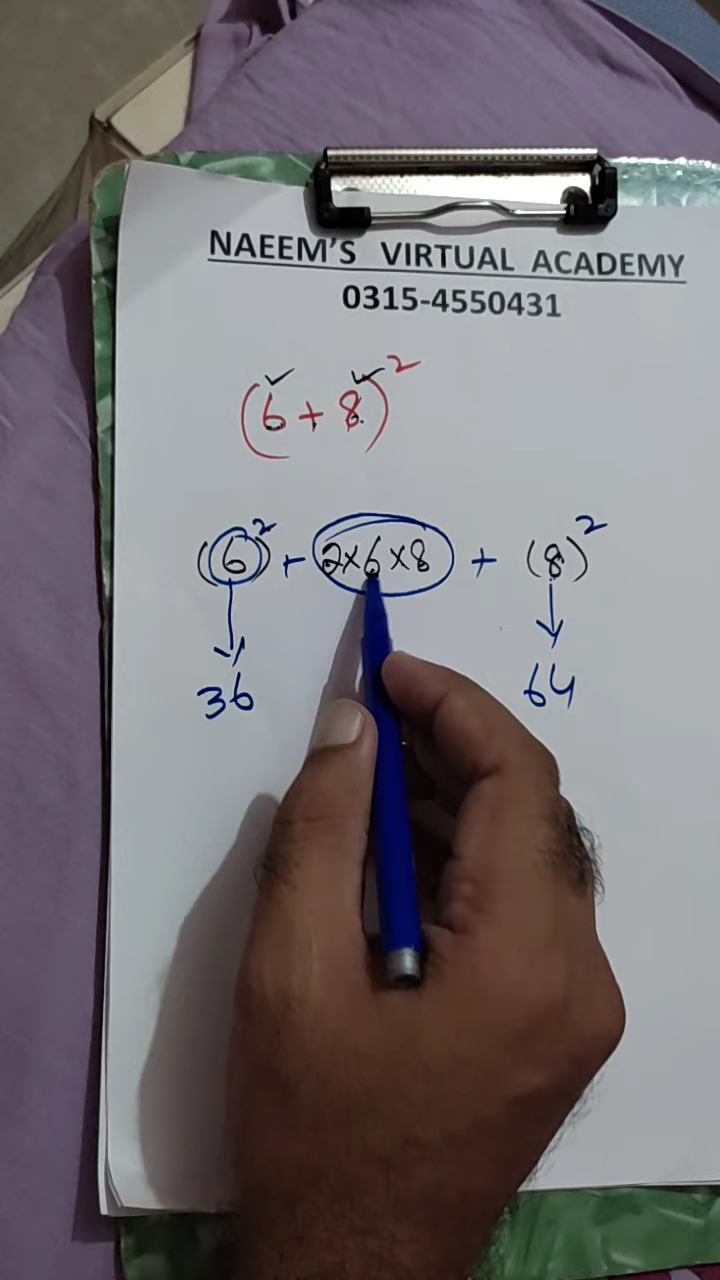 NAEEM'S VIRTUAL ACADEMY
0315-4550431
(6+8)²
(6)² + 2×6×8 + (8)²
36 64